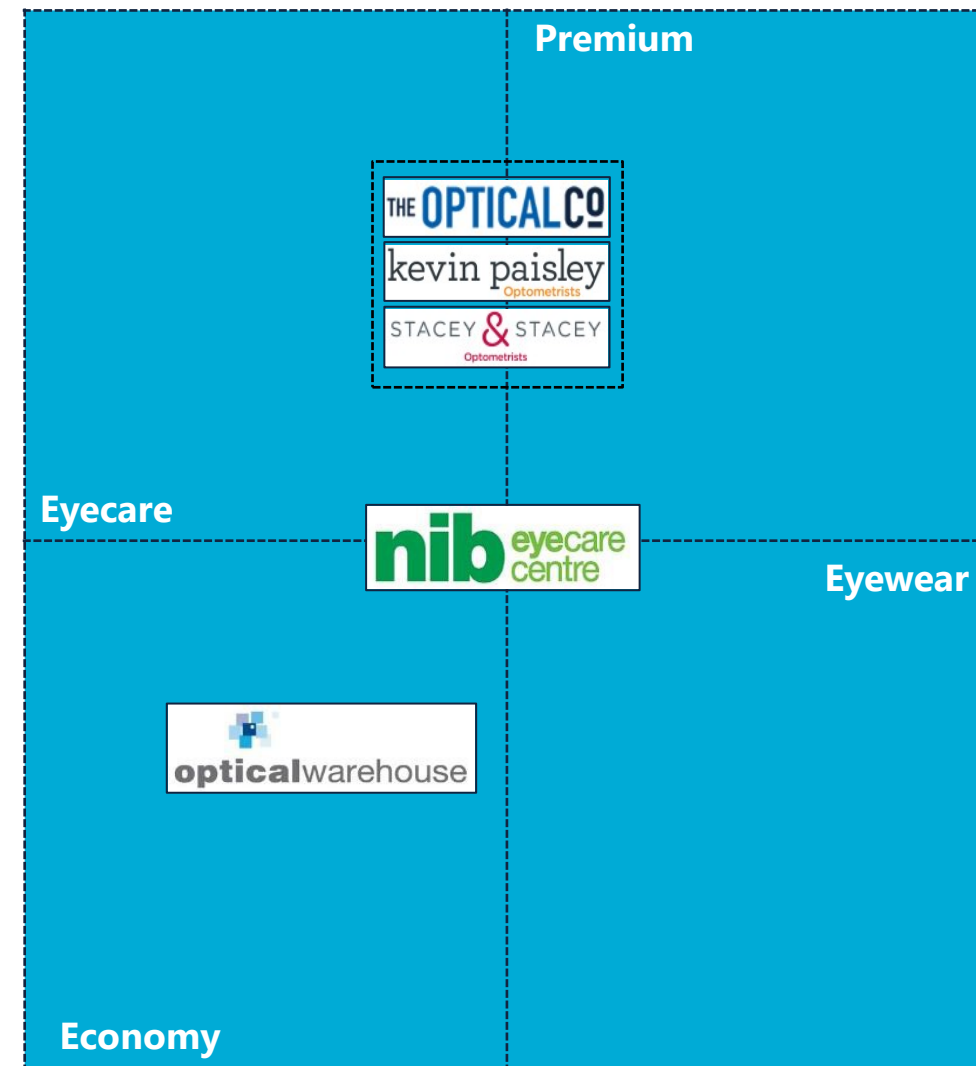 Premium
THE OPTICAL CO
kevin paisley
Optometrists
STACEY & STACEY
Optometrists
Eyecare
nib eyecare
centre
Eyewear
opticalwarehouse
Economy